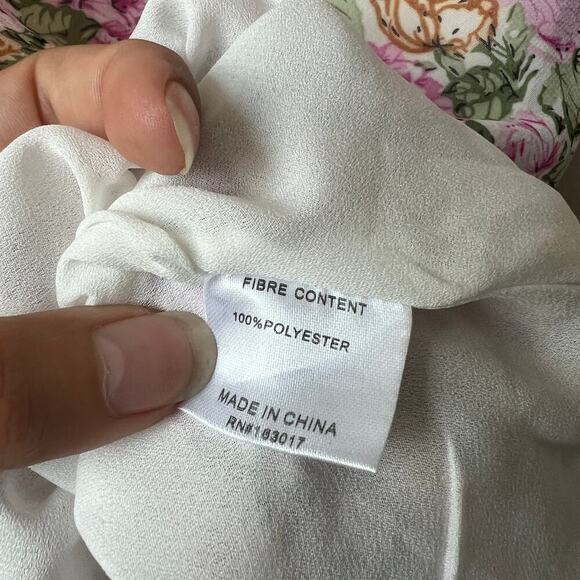 FIBRE CONTENT
100%POLYESTER
MADE IN CHINA
RN#163017